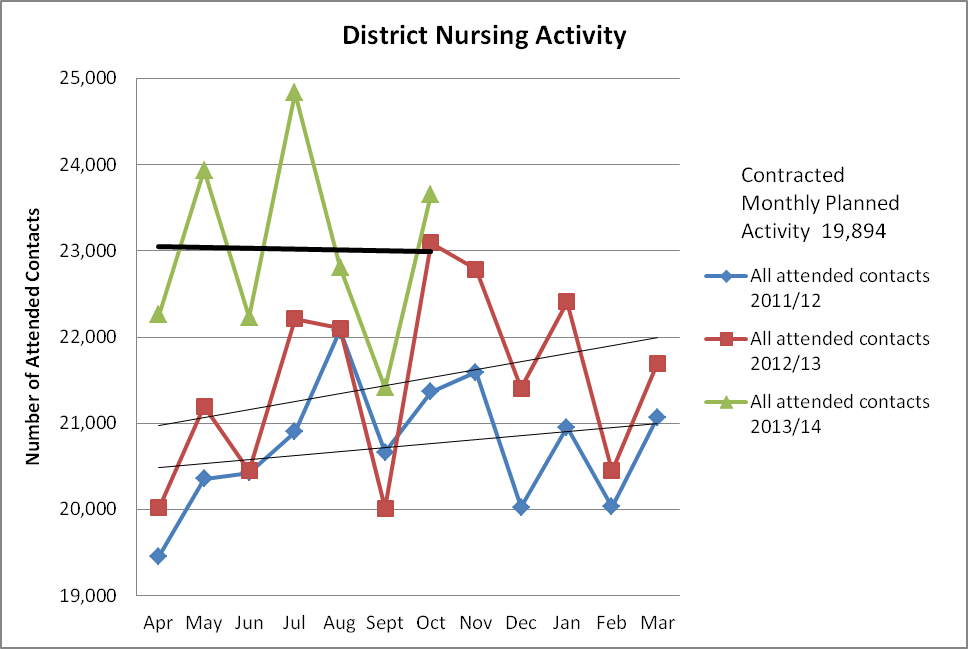 District Nursing Activity
25,000
24,000
23,000
22,000
21,000
20,000
19,000
Number of Attended Contacts
Apr May Jun Jul Aug Sept Oct Nov Dec Jan Feb Mar
Contracted
Monthly Planned
Activity 19,894
All attended contacts
2011/12
All attended contacts
2012/13
All attended contacts
2013/14